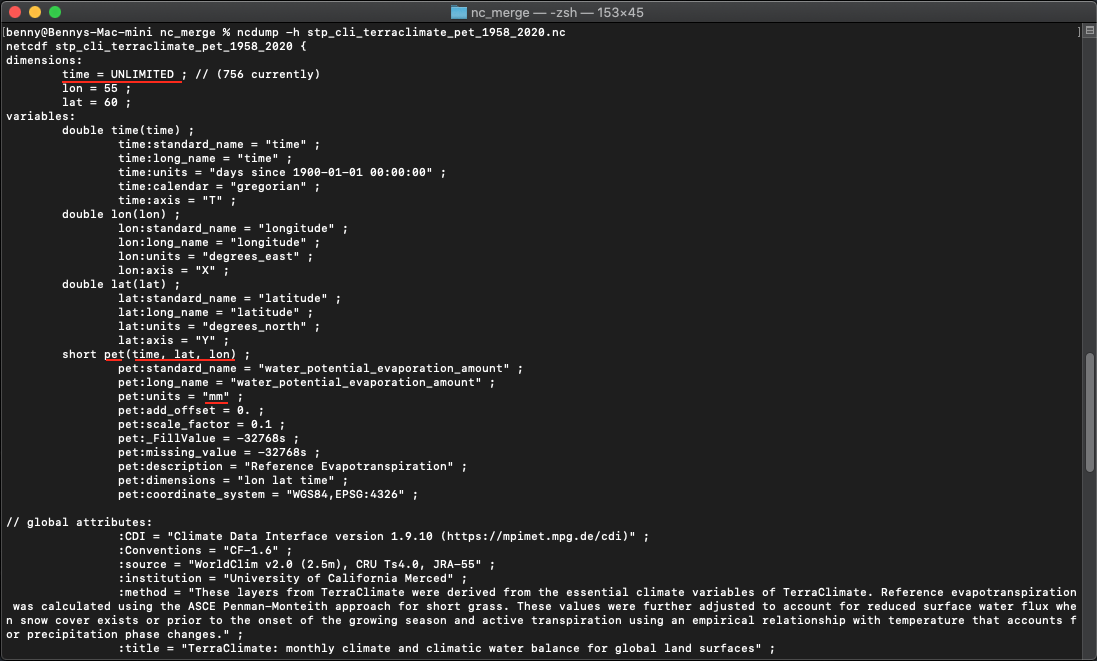 nc_merge — -zsh — 153×45
[benny@Bennys-Mac-mini nc_merge % ncdump -h stp_cli_terraclimate_pet_1958_2020.nc ]
netcdf stp_cli_terraclimate_pet_1958_2020 {
dimensions:
time = UNLIMITED ; // (756 currently)
lon = 55 ;
lat = 60 ;
variables:
double time(time) ;
time:standard_name = "time" ;
time:long_name = "time" ;
time:units = "days since 1900-01-01 00:00:00" ;
time:calendar = "gregorian" ;
time:axis = "T" ;
double lon(lon) ;
lon:standard_name = "longitude" ;
lon:long_name = "longitude" ;
lon:units = "degrees_east" ;
lon:axis = "X" ;
double lat(lat) ;
lat:standard_name = "latitude" ;
lat:long_name = "latitude" ;
lat:units = "degrees_north" ;
lat:axis = "Y" ;
short pet(time, lat, lon) ;
pet:standard_name = "water_potential_evaporation_amount" ;
pet:long_name = "water_potential_evaporation_amount" ;
pet:units = "mm" ;
pet:add_offset = 0. ;
pet:scale_factor = 0.1 ;
pet:_FillValue = -32768s ;
pet:missing_value = -32768s ;
pet:description = "Reference Evapotranspiration" ;
pet:dimensions = "lon lat time" ;
pet:coordinate_system = "WGS84,EPSG:4326" ;
// global attributes:
:CDI = "Climate Data Interface version 1.9.10 (https://mpimet.mpg.de/cdi)" ;
:Conventions = "CF-1.6" ;
:source = "WorldClim v2.0 (2.5m), CRU Ts4.0, JRA-55" ;
:institution = "University of California Merced" ;
:method = "These layers from TerraClimate were derived from the essential climate variables of TerraClimate. Reference evapotranspiration
was calculated using the ASCE Penman-Monteith approach for short grass. These values were further adjusted to account for reduced surface water flux whe
n snow cover exists or prior to the onset of the growing season and active transpiration using an empirical relationship with temperature that accounts f
or precipitation phase changes." ;
:title = "TerraClimate: monthly climate and climatic water balance for global land surfaces" ;